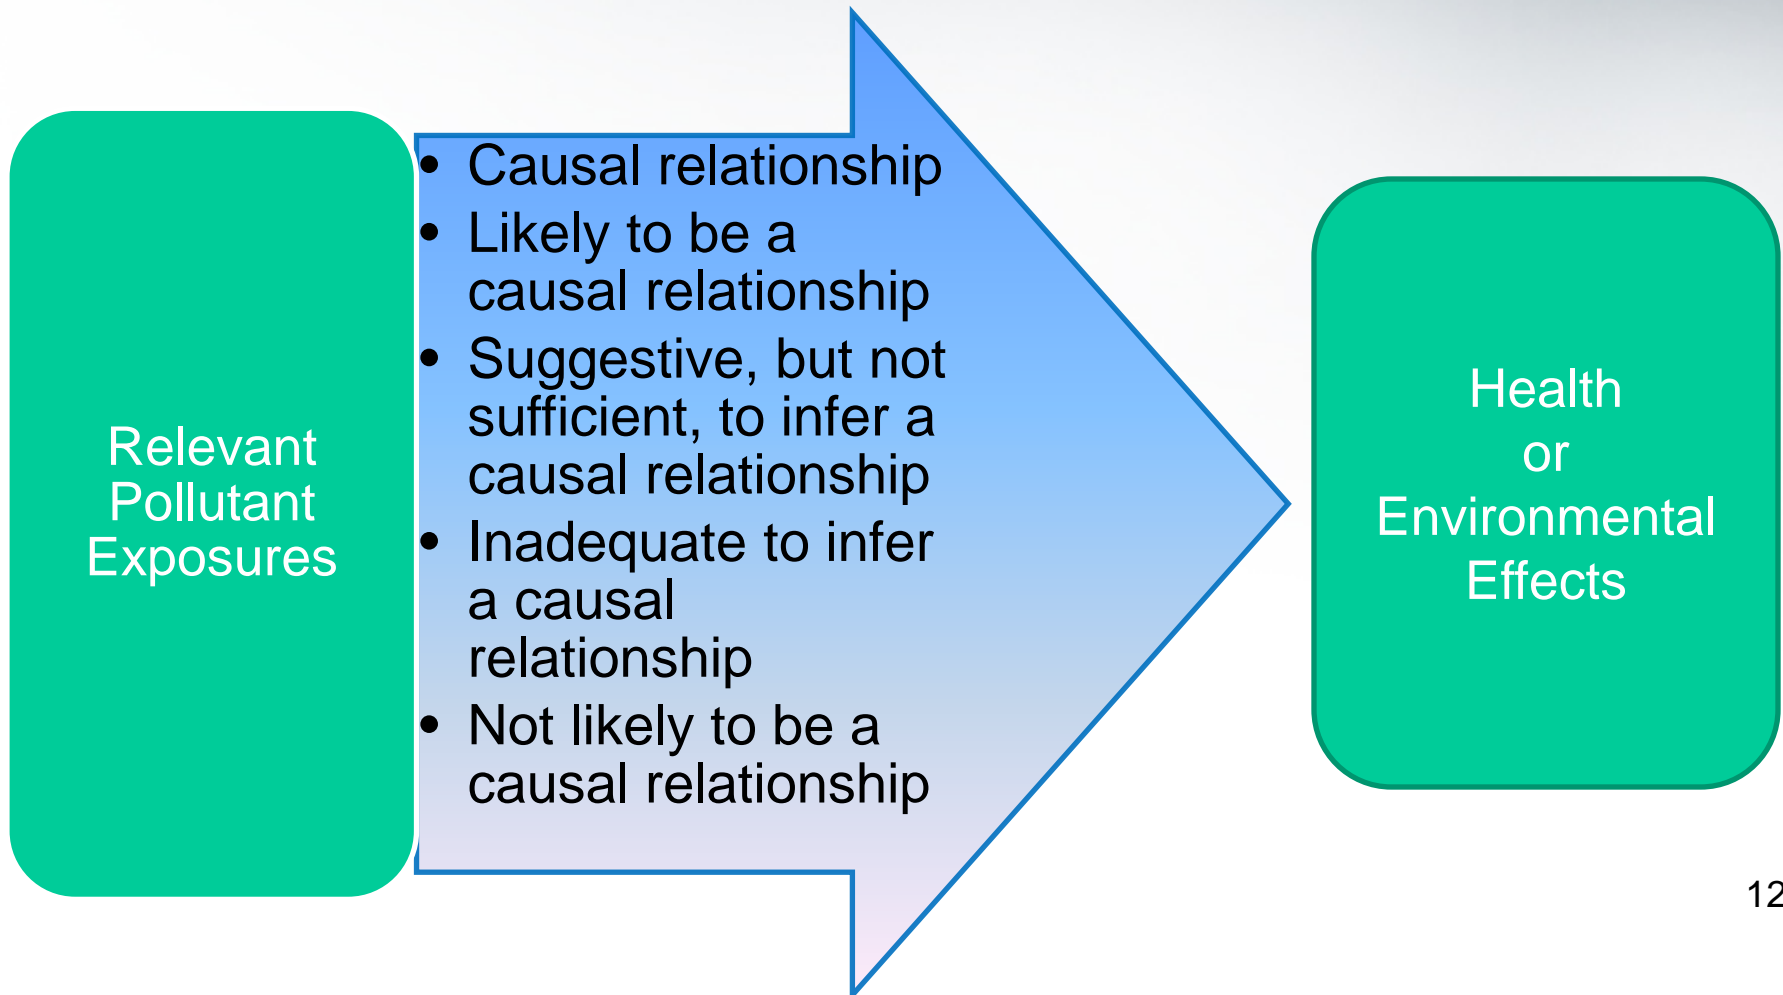 Relevant
Pollutant
Exposures
• Causal relationship
• Likely to be a
causal relationship
• Suggestive, but not
sufficient, to infer a
causal relationship
• Inadequate to infer
a causal
relationship
• Not likely to be a
causal relationship
Health
or
Environmental
Effects
12